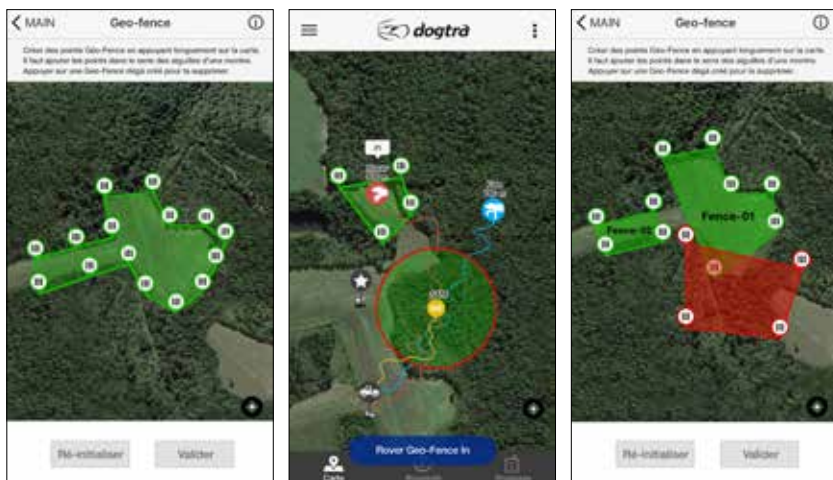 MAIN Geo-fence
Créer des points Géo-Fence en appuyant longuement sur la carte.
Il faut ajouter les points dans le sens des aiguilles d'une montre.
Appuyer sur une Geo-Fence déjà créé pour la supprimer.
Ré-initialiser Valider
dogtra
IN
Rover Geo-Fence In
Carte
MAIN Geo-fence
Créer des points Géo-Fence en appuyant longuement sur la carte.
Il faut ajouter les points dans le sens des aiguilles d'une montre.
Appuyer sur une Geo-Fence déjà créé pour la supprimer.
Fence-01
Fence-02
Ré-initialiser Valider